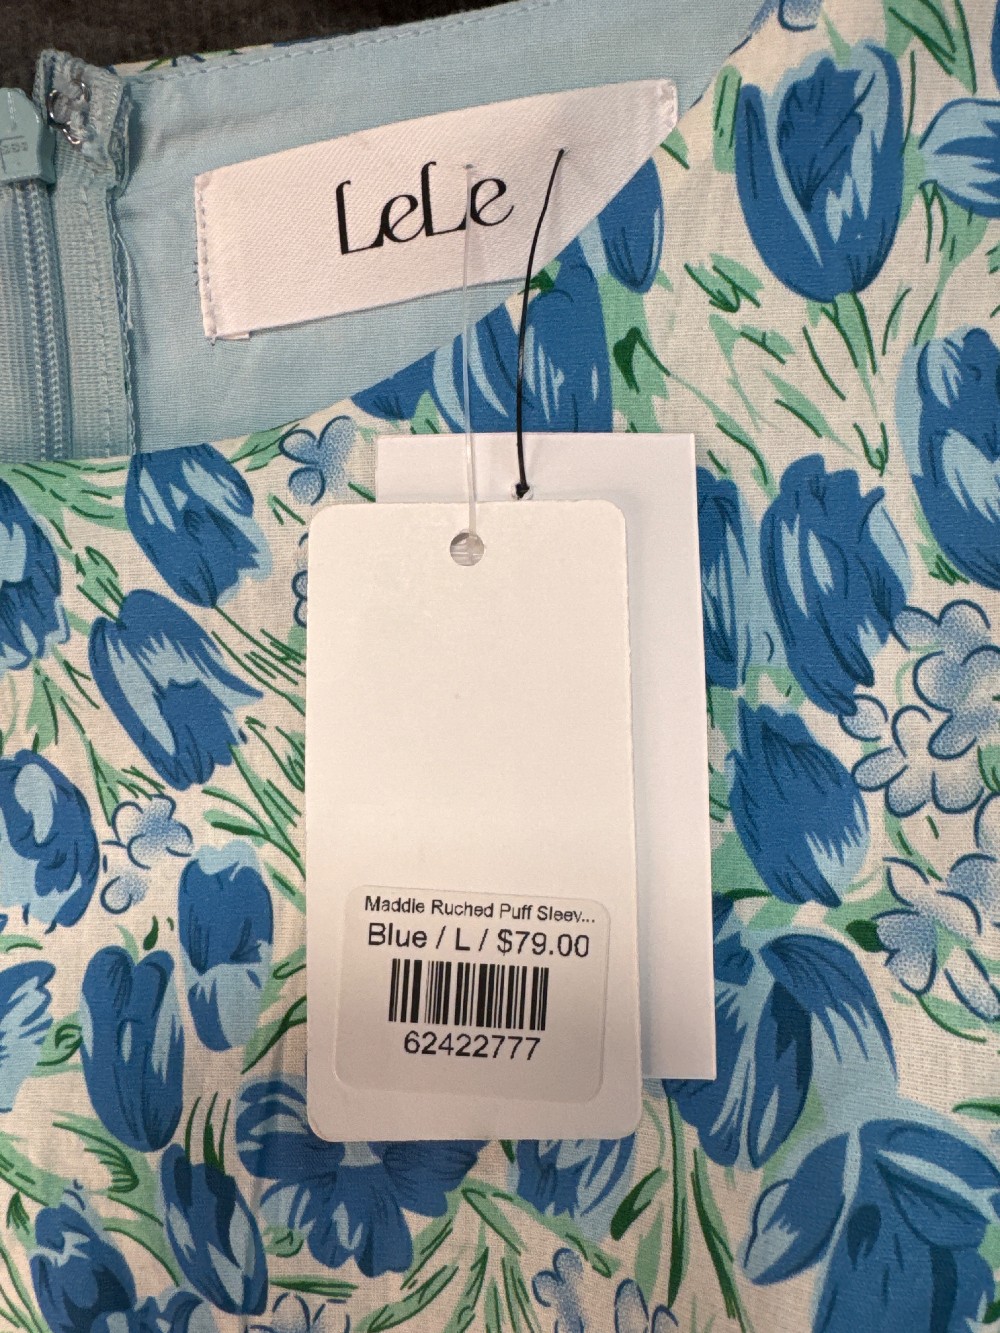 LeLe
Maddie Ruched Puff Sleev...
Blue / L / $79.00
62422777